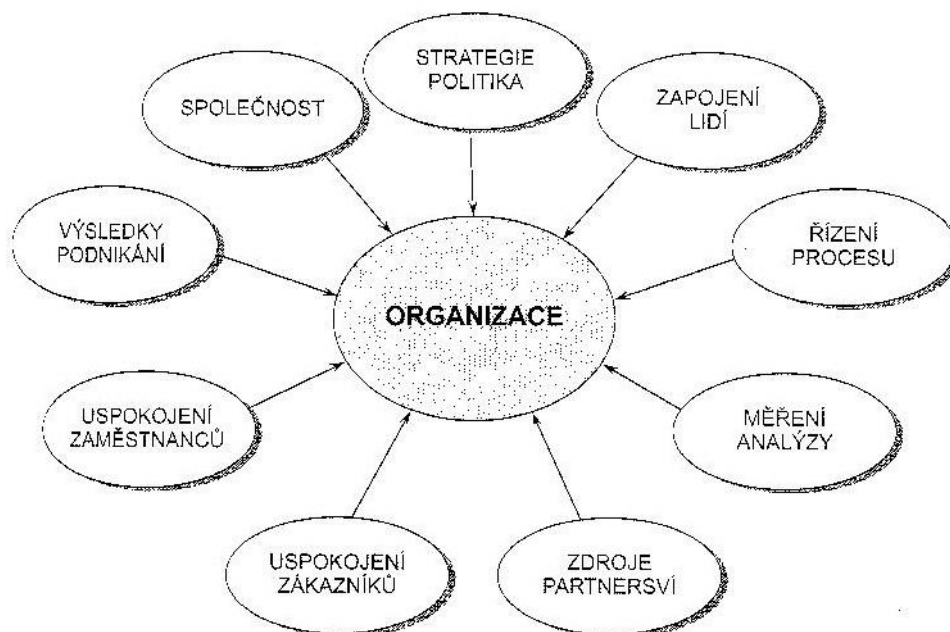 STRATEGIE
POLITIKA
SPOLEČNOST
ZAPOJENÍ
LIDÍ
VÝSLEDKY
PODNIKÁNÍ
ŘÍZENÍ
PROCESU
ORGANIZACE
USPOKOJENÍ
ZAMĚSTNANCŮ
MĚŘENÍ
ANALÝZY
USPOKOJENÍ
ZÁKAZNÍKŮ
ZDROJE
PARTNERSVÍ